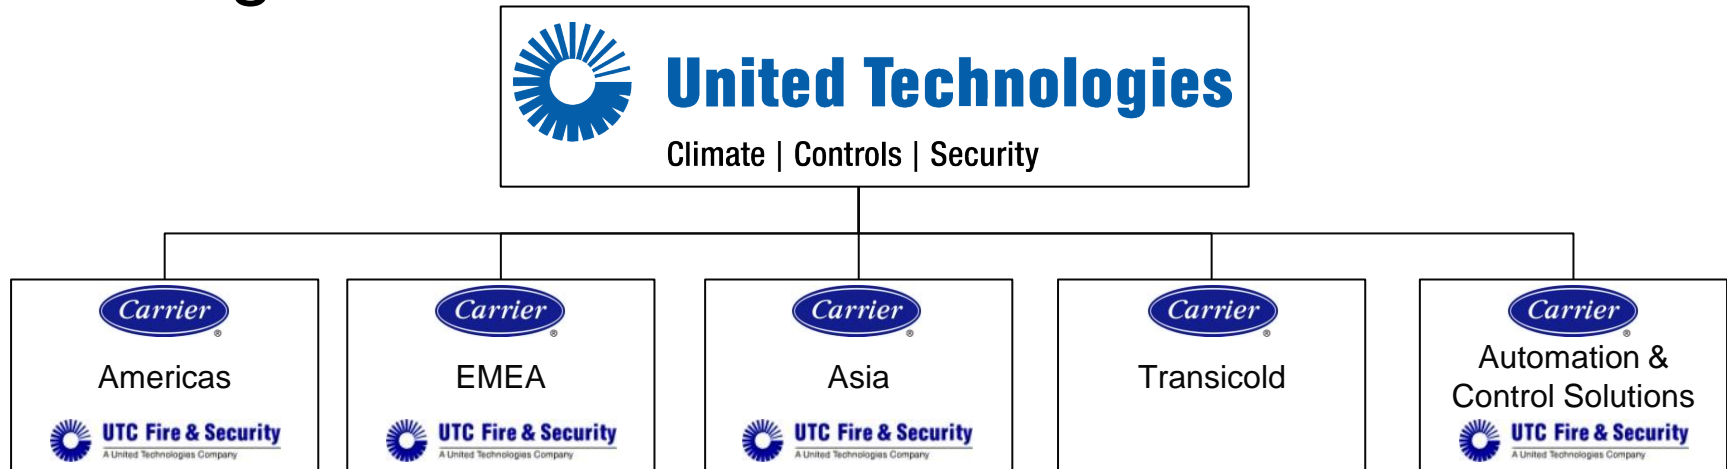 United Technologies
Climate | Controls | Security
Carrier
Americas
UTC Fire & Security
A United Technologies Company
Carrier
EMEA
UTC Fire & Security
A United Technologies Company
Carrier
Asia
UTC Fire & Security
A United Technologies Company
Carrier
Transicold
Carrier
Automation &
Control Solutions
UTC Fire & Security
A United Technologies Company